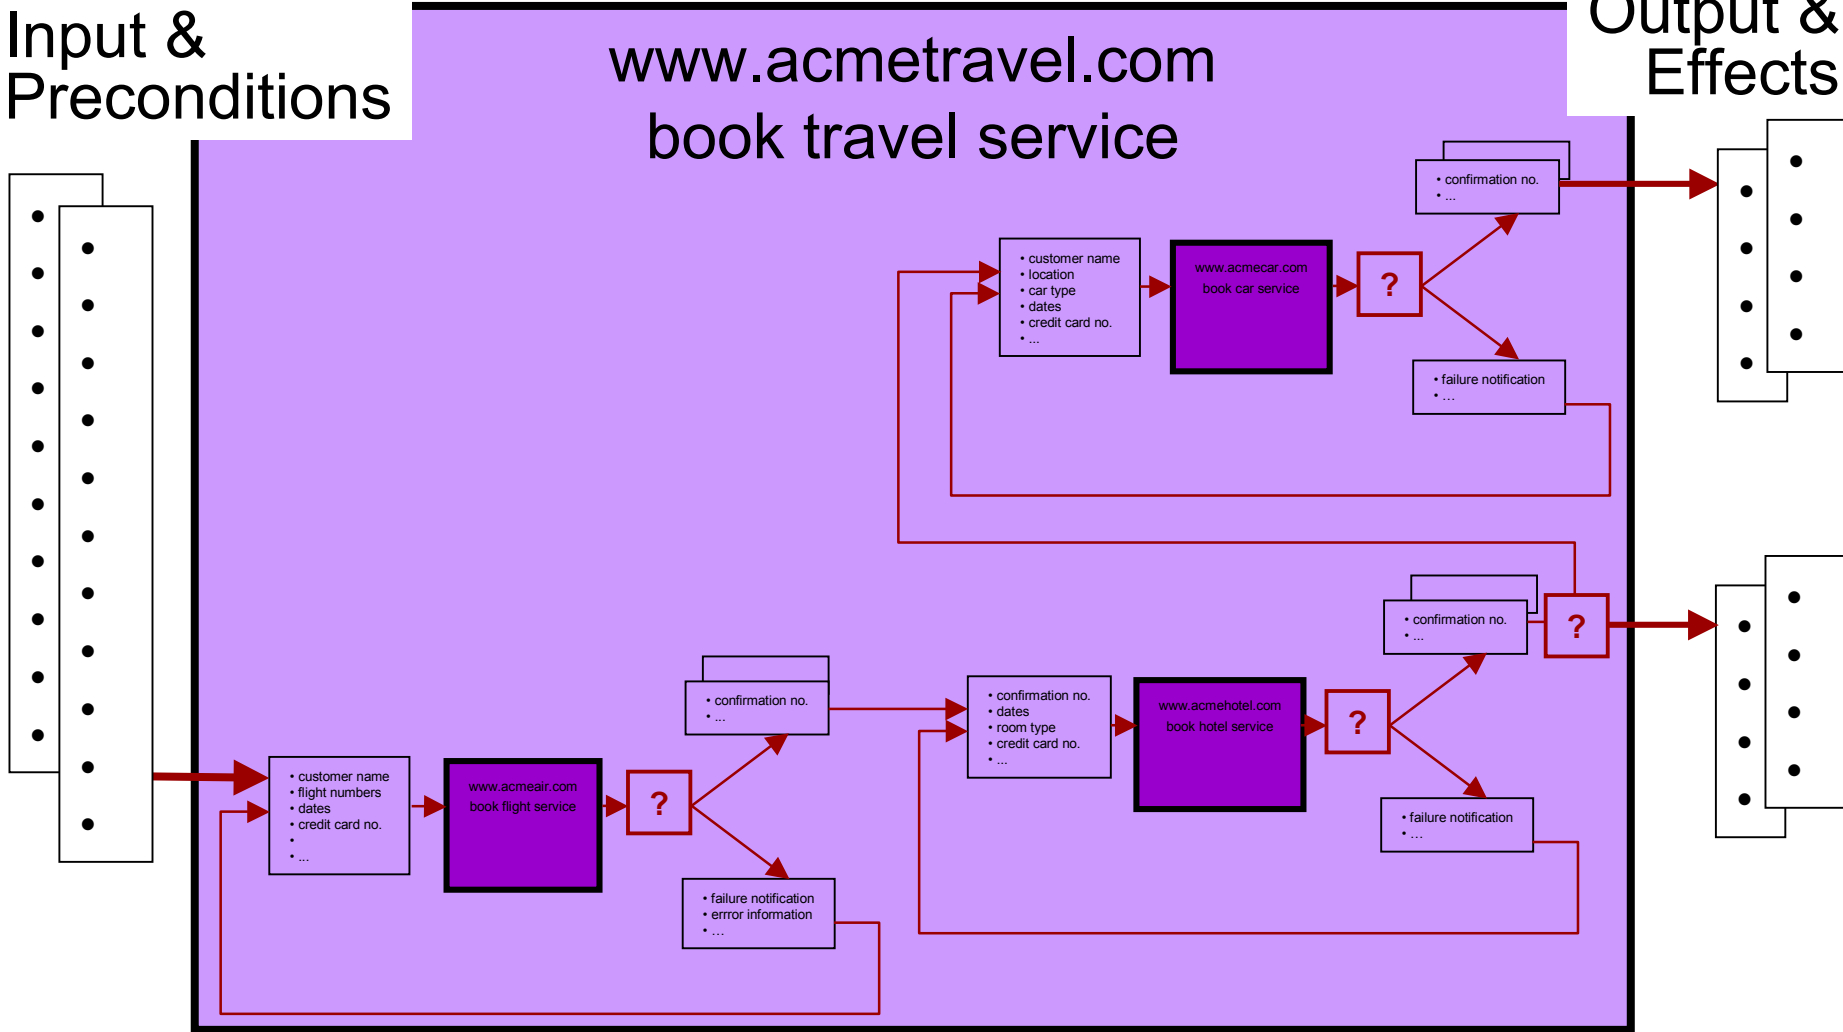 Input &
Preconditions
www.acmetravel.com
book travel service
Output &
Effects
• confirmation no.
• ...
• customer name
• location
• car type
• dates
• credit card no.
• ...
www.acmecar.com
book car service
?
• failure notification
• ...
• confirmation no.
• ...
?
• confirmation no.
• ...
• confirmation no.
• dates
• room type
• credit card no.
• ...
www.acmehotel.com
book hotel service
?
• customer name
• flight numbers
• dates
• credit card no.
•
• ...
www.acmeair.com
book flight service
?
• failure notification
• ...
• failure notification
• errror information
• ...